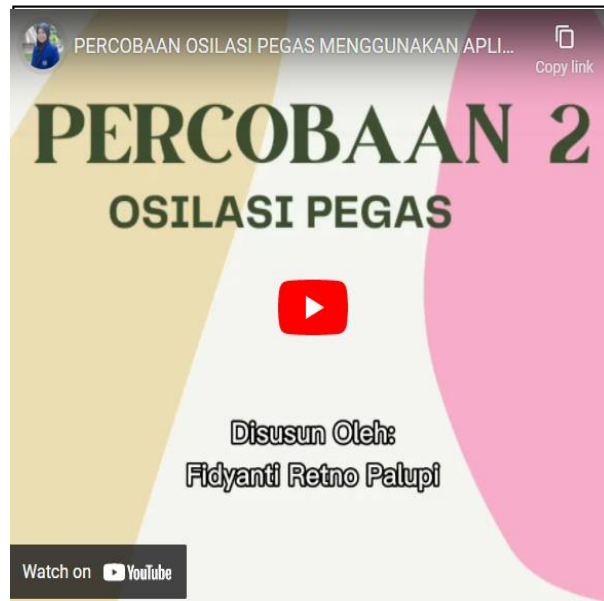 PERCOBAAN OSILASI PEGAS MENGGUNAKAN APLI...
Copy link
PERCOBAAN 2
OSILASI PEGAS
Disusun Oleh:
Fidyanti Retno Palupi
Watch on YouTube